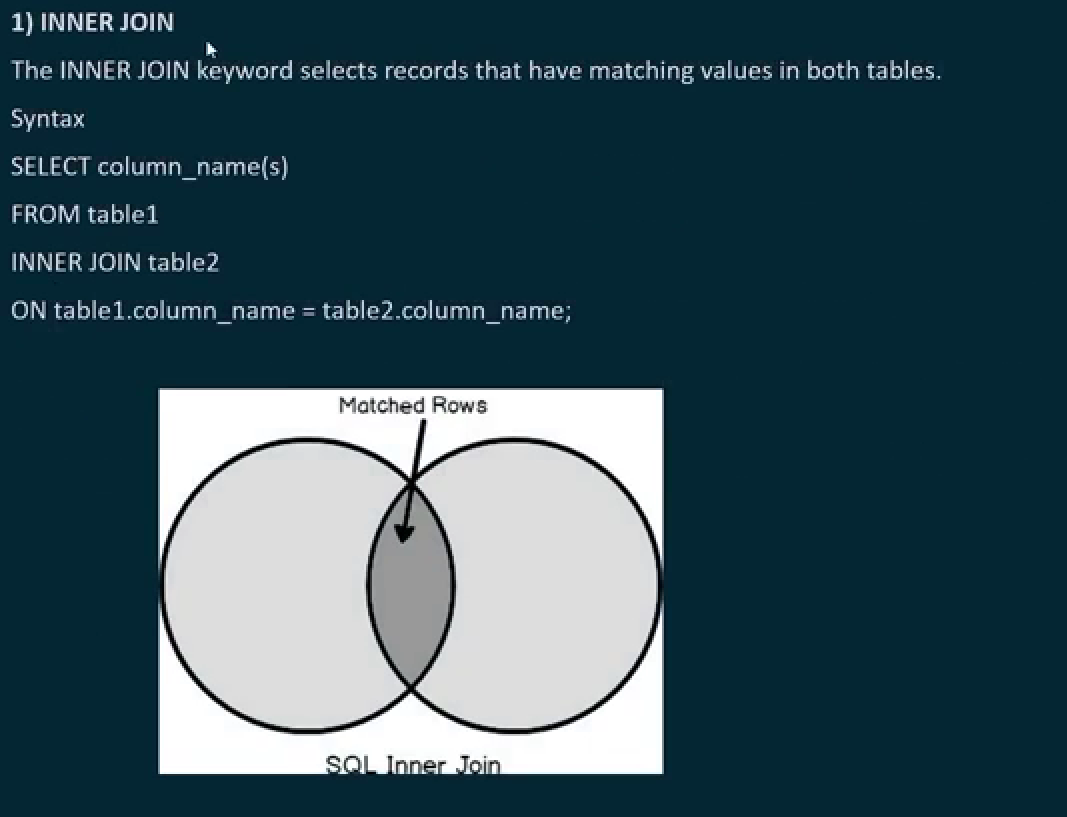 1) INNER JOIN
The INNER JOIN keyword selects records that have matching values in both tables.
Syntax
SELECT column_name(s)
FROM table1
INNER JOIN table2
ON table1.column_name = table2.column_name;
Matched Rows
SQL Inner Join